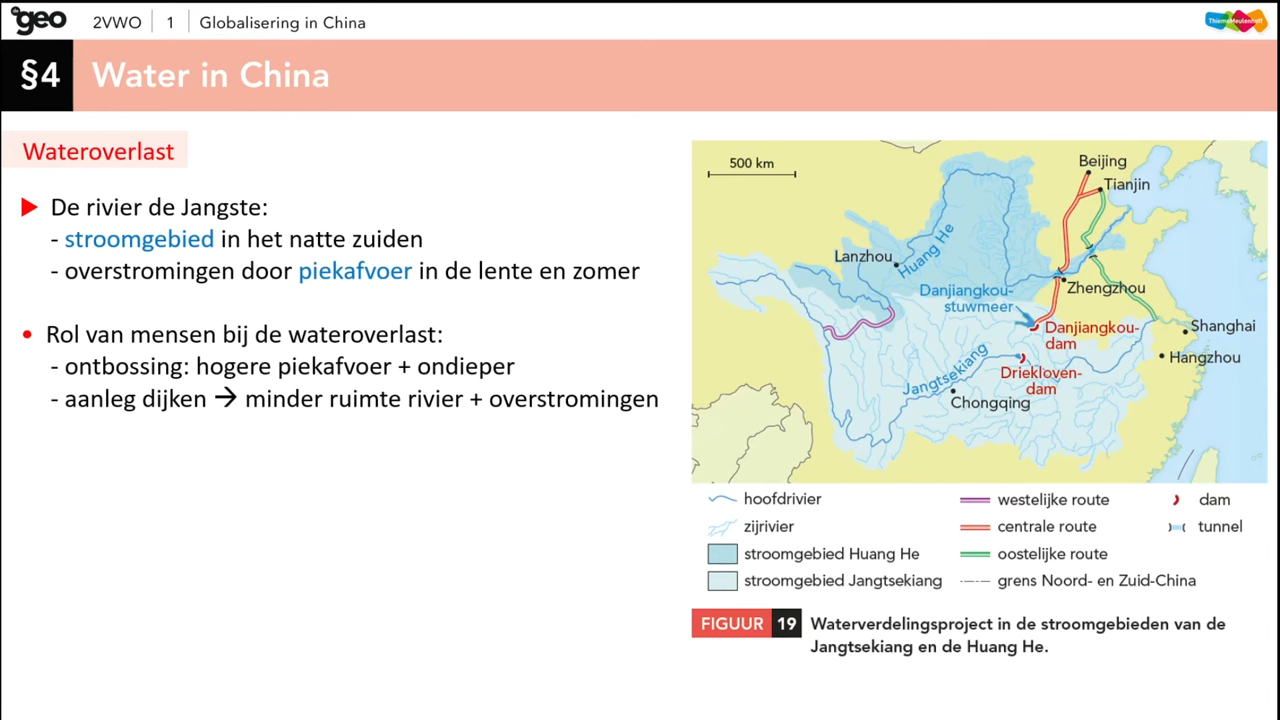 de geo 2VWO 1 Globalisering in China
ThiemeMeulenhoff
§4 Water in China
Wateroverlast
De rivier de Jangste:
- stroomgebied in het natte zuiden
- overstromingen door piekafvoer in de lente en zomer
• Rol van mensen bij de wateroverlast:
- ontbossing: hogere piekafvoer + ondieper
- aanleg dijken → minder ruimte rivier + overstromingen
500 km
Beijing
Tianjin
Lanzhou
Huang He
Zhengzhou
Danjiangkou-
stuwmeer
Danjiangkou-
dam
Shanghai
Hangzhou
Jangtsekiang
Drieklovendam
Chongqing
hoofdrivier
zijrivier
stroomgebied Huang He
stroomgebied Jangtsekiang
westelijke route
centrale route
oostelijke route
grens Noord- en Zuid-China
dam
tunnel
FIGUUR 19 Waterverdelingsproject in de stroomgebieden van de
Jangtsekiang en de Huang He.